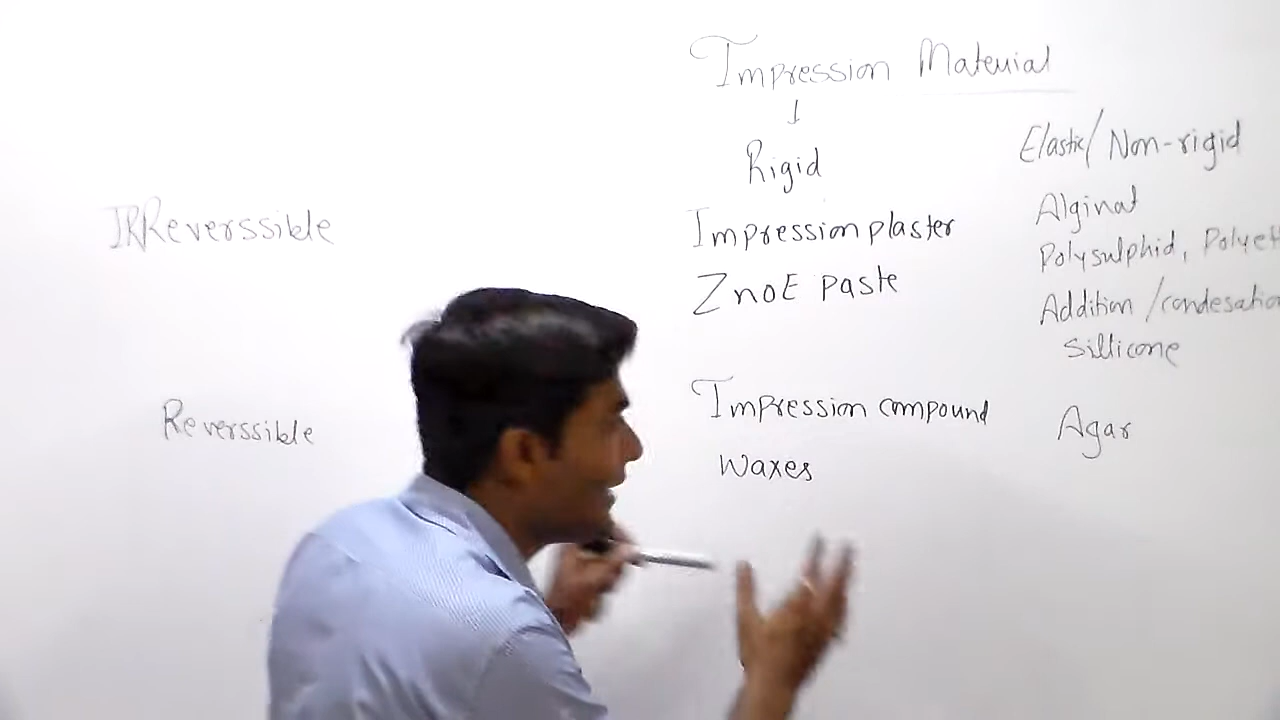 Impression Material
Rigid
Elastic/Non-rigid
IRReverssible
Impression plaster
ZnoE paste
Alginat
Polysulphid,
Addition /condesatio
Sillicone
Reverssible
Impression compound
Waxes
Agar